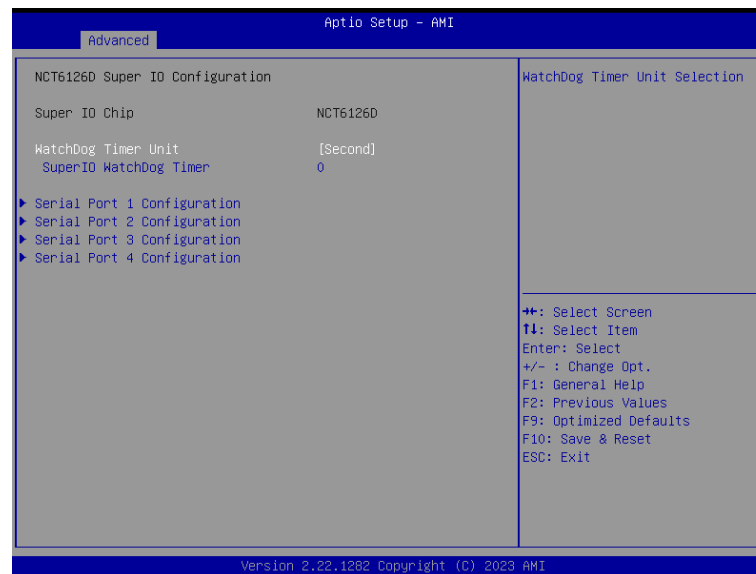 Aptio Setup – AMI
Advanced
NCT6126D Super IO Configuration
Super IO Chip NCT6126D
WatchDog Timer Unit [Second]
SuperIO WatchDog Timer 0
Serial Port 1 Configuration
Serial Port 2 Configuration
Serial Port 3 Configuration
Serial Port 4 Configuration
WatchDog Timer Unit Selection
→←: Select Screen
↑↓: Select Item
Enter: Select
+/- : Change Opt.
F1: General Help
F2: Previous Values
F9: Optimized Defaults
F10: Save & Reset
ESC: Exit
Version 2.22.1282 Copyright (C) 2023 AMI